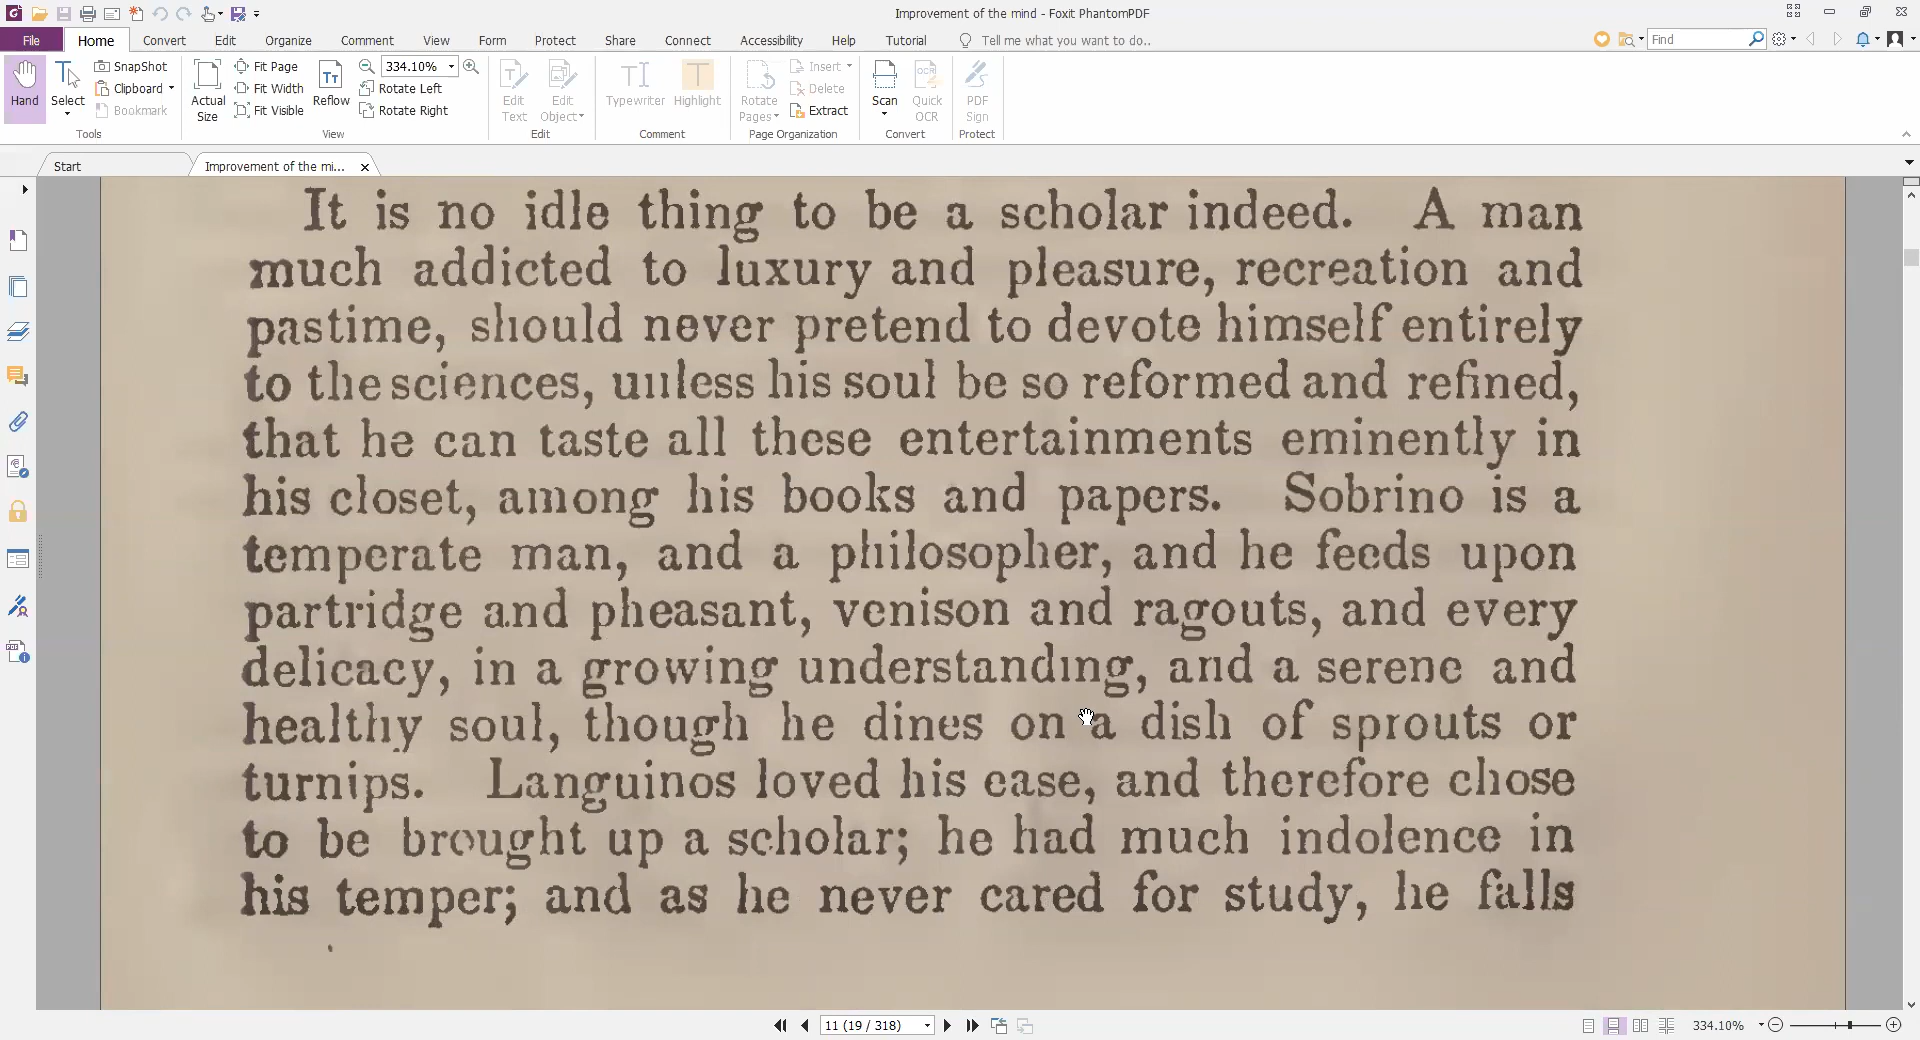 Improvement of the mind - Foxit PhantomPDF
File Home Convert Edit Organize Comment View Form Protect Share Connect Accessibility Help Tutorial Tell me what you want to do.. Find
Hand
Select
SnapShot
Clipboard
Bookmark
Tools
Actual Size
Fit Page
Fit Width
Fit Visible
Reflow
334.10%
Rotate Left
Rotate Right
View
Edit Text
Edit Object
Edit
Typewriter
Highlight
Comment
Rotate Pages
Insert
Delete
Extract
Page Organization
Scan
Quick OCR
Convert
PDF Sign
Protect
Start Improvement of the mi...
It is no idle thing to be a scholar indeed. A man
much addicted to luxury and pleasure, recreation and
pastime, should never pretend to devote himself entirely
to the sciences, unless his soul be so reformed and refined,
that he can taste all these entertainments eminently in
his closet, among his books and papers. Sobrino is a
temperate man, and a philosopher, and he feeds upon
partridge and pheasant, venison and ragouts, and every
delicacy, in a growing understanding, and a serene and
healthy soul, though he dines on a dish of sprouts or
turnips. Languinos loved his ease, and therefore chose
to be brought up a scholar; he had much indolence in
his temper; and as he never cared for study, he falls
11 (19 / 318) 334.10%